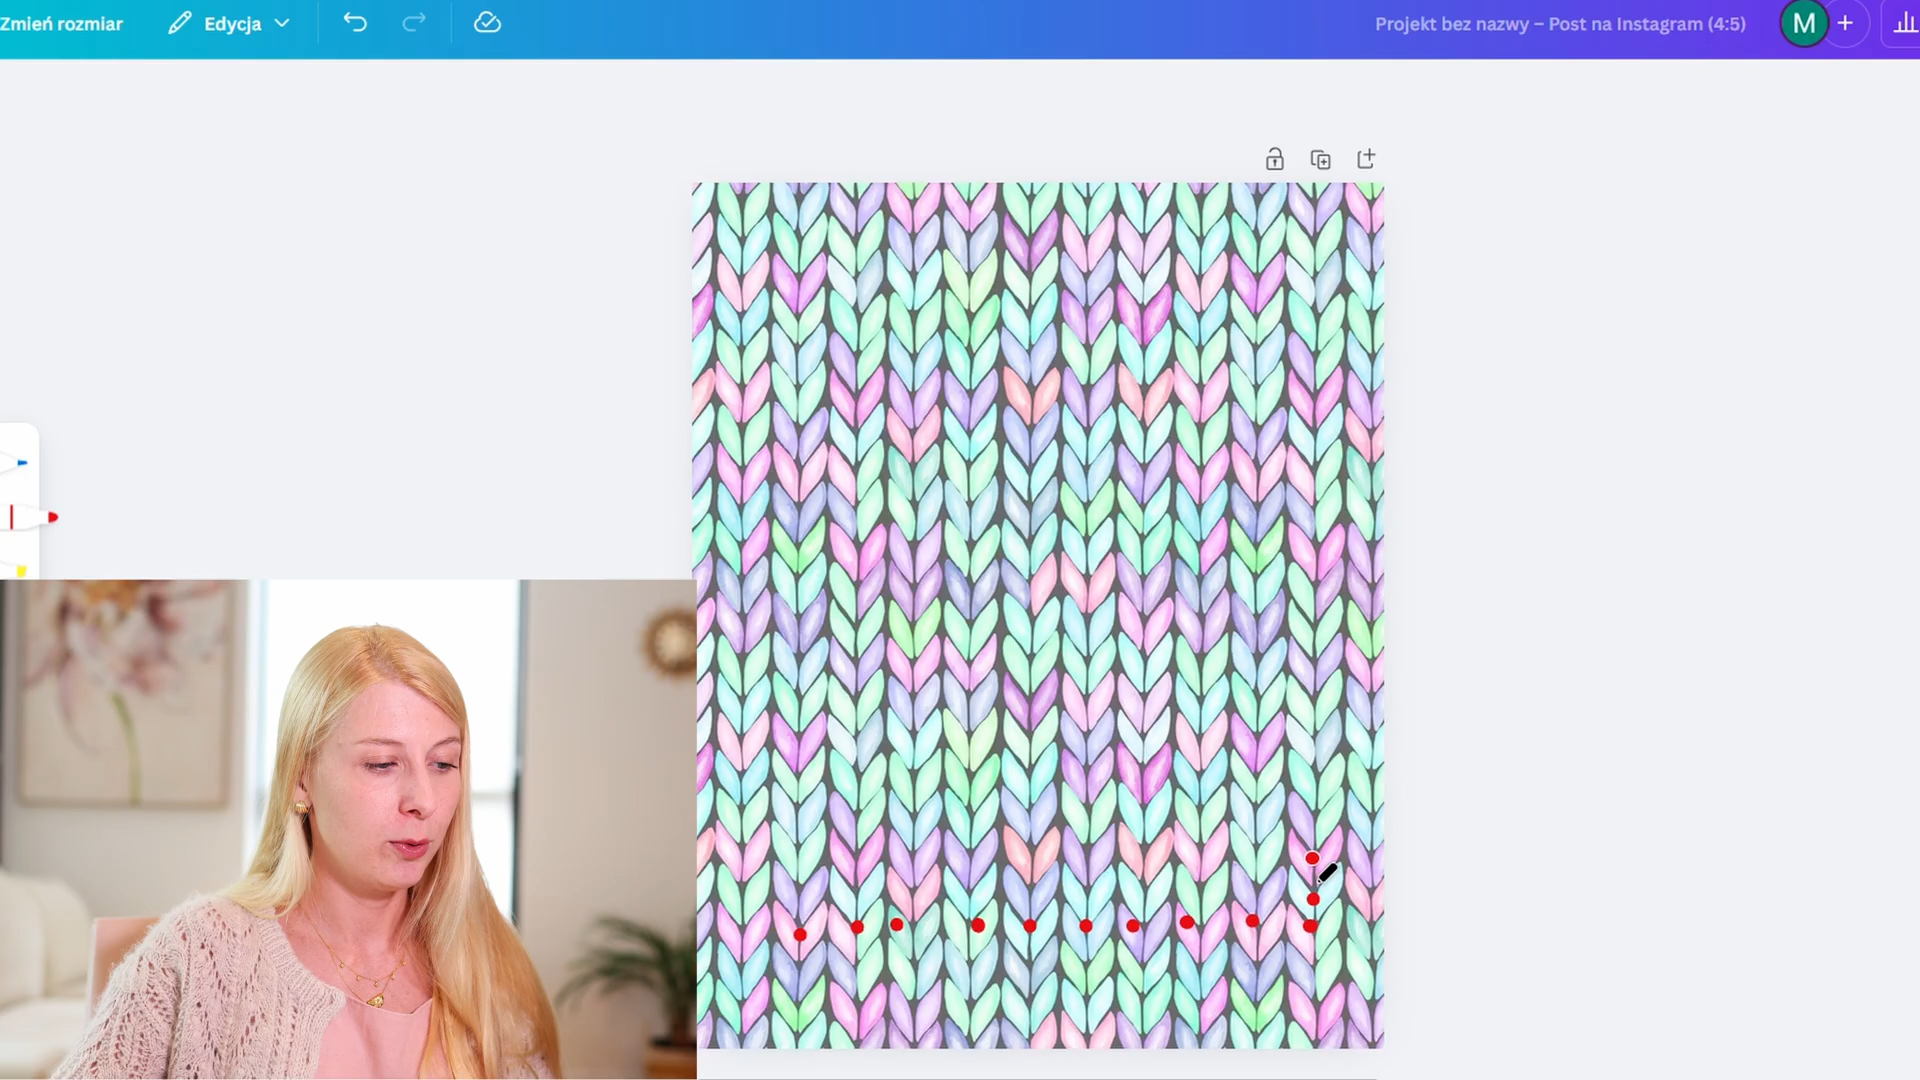 Zmień rozmiar
Edycja
Projekt bez nazwy – Post na Instagram (4:5)
M